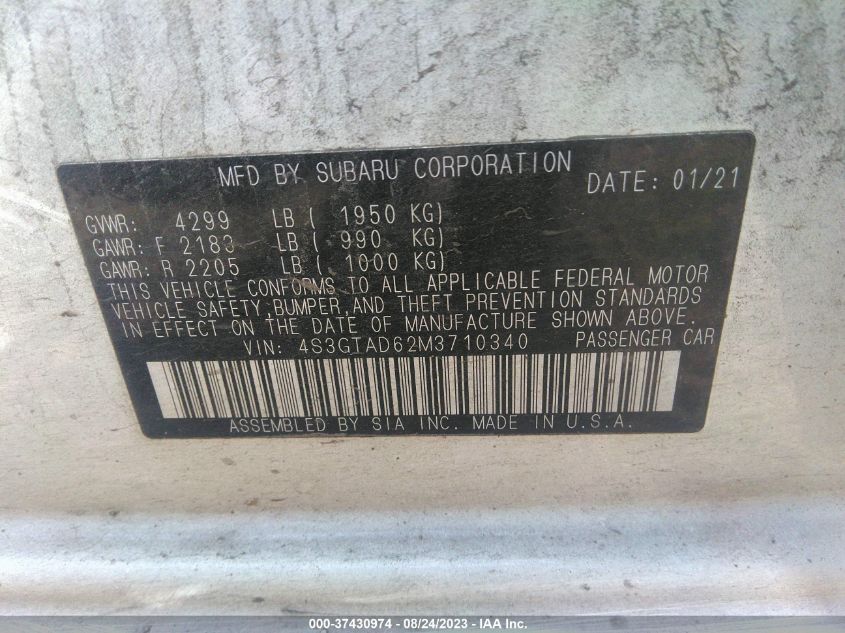 MFD BY SUBARU CORPORATION DATE: 01/21
GVWR: 4299 LB ( 1950 KG)
GAWR: F 2183 LB ( 990 KG)
GAWR: R 2205 LB ( 1000 KG)
THIS VEHICLE CONFORMS TO ALL APPLICABLE FEDERAL MOTOR
VEHICLE SAFETY,BUMPER,AND THEFT PREVENTION STANDARDS
IN EFFECT ON THE DATE OF MANUFACTURE SHOWN ABOVE.
VIN: 4S3GTAD62M3710340 PASSENGER CAR
ASSEMBLED BY SIA INC. MADE IN U.S.A.
000-37430974 / 08/24/2023 - IAA Inc.